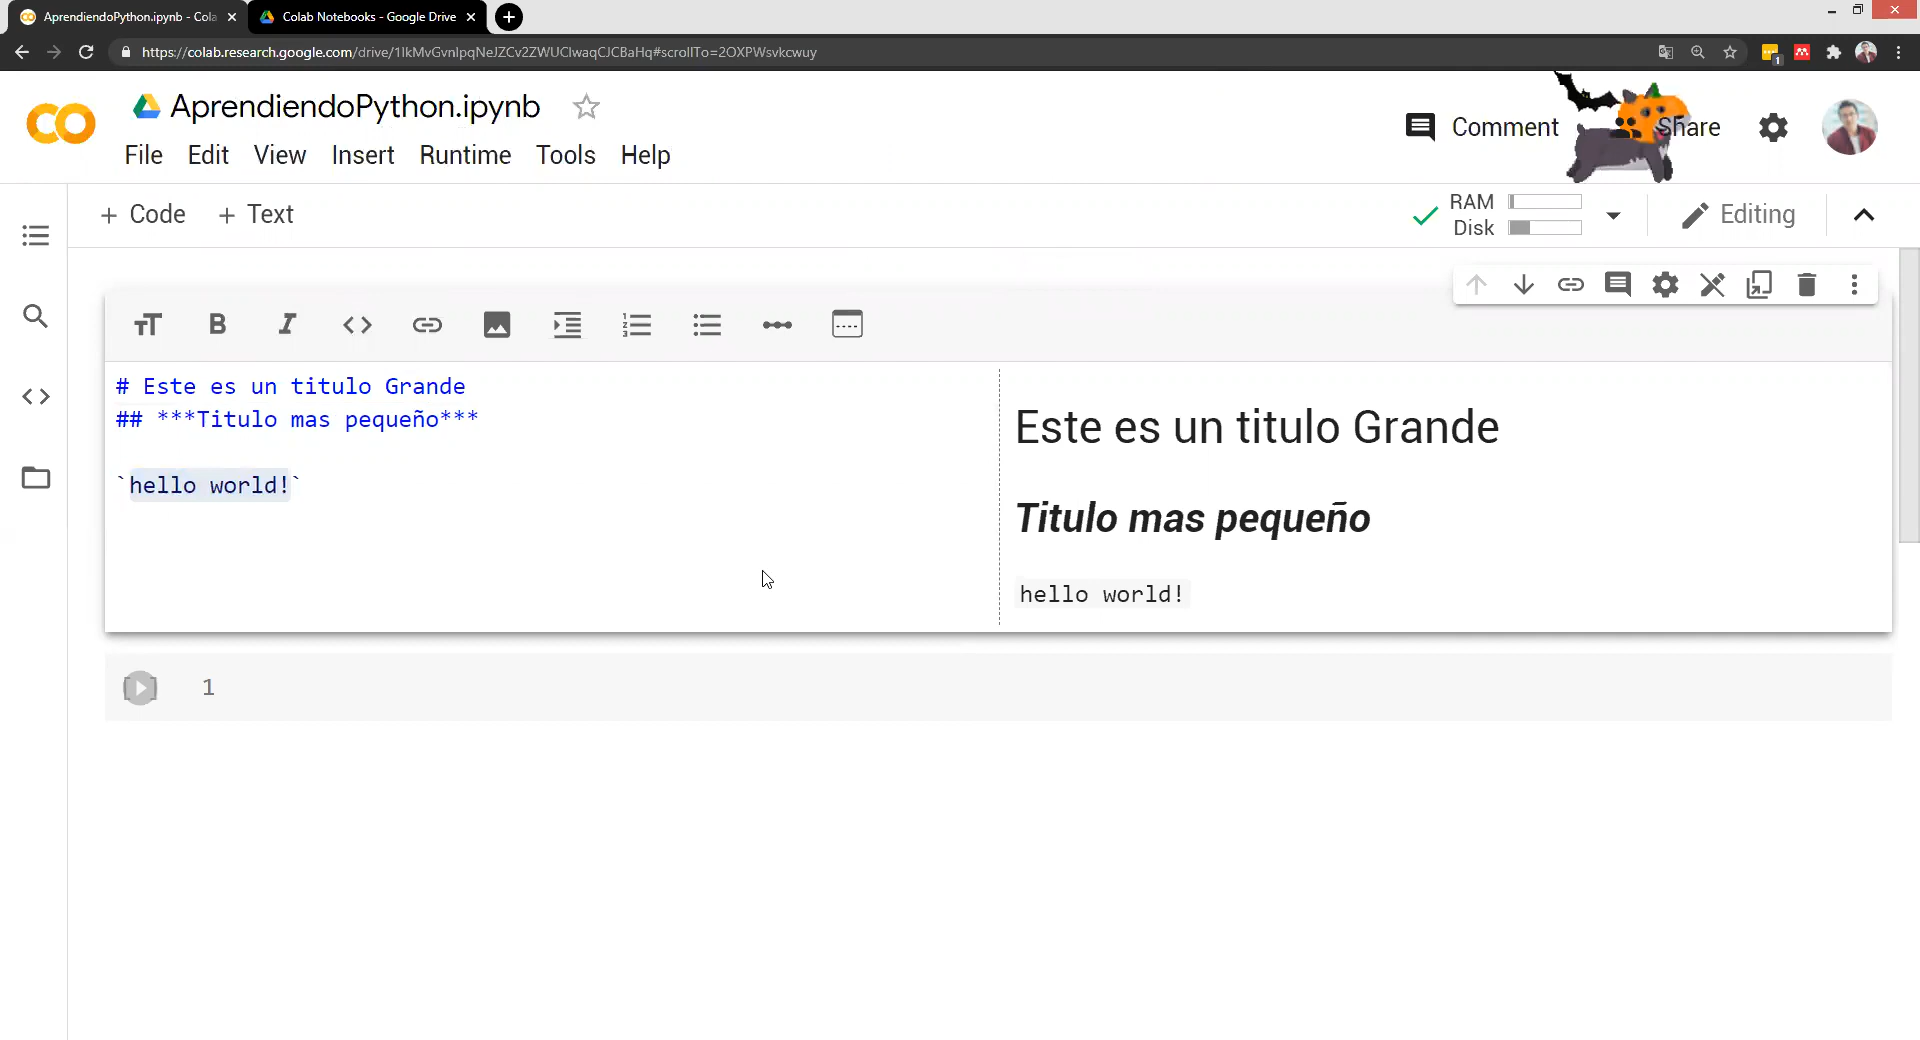 AprendiendoPython.ipynb - Cola
Colab Notebooks - Google Drive
https://colab.research.google.com/drive/1IkMvGvnIpqNeJZCv2ZWUCIwaqCJCBaHq#scrollTo=2OXPWsvkcwuy
1
CO
AprendiendoPython.ipynb
Comment
Share
File Edit View Insert Runtime Tools Help
+ Code + Text
RAM
Disk
Editing
# Este es un titulo Grande
## ***Titulo mas pequeño***
`hello world!`
Este es un titulo Grande
Titulo mas pequeño
hello world!
1